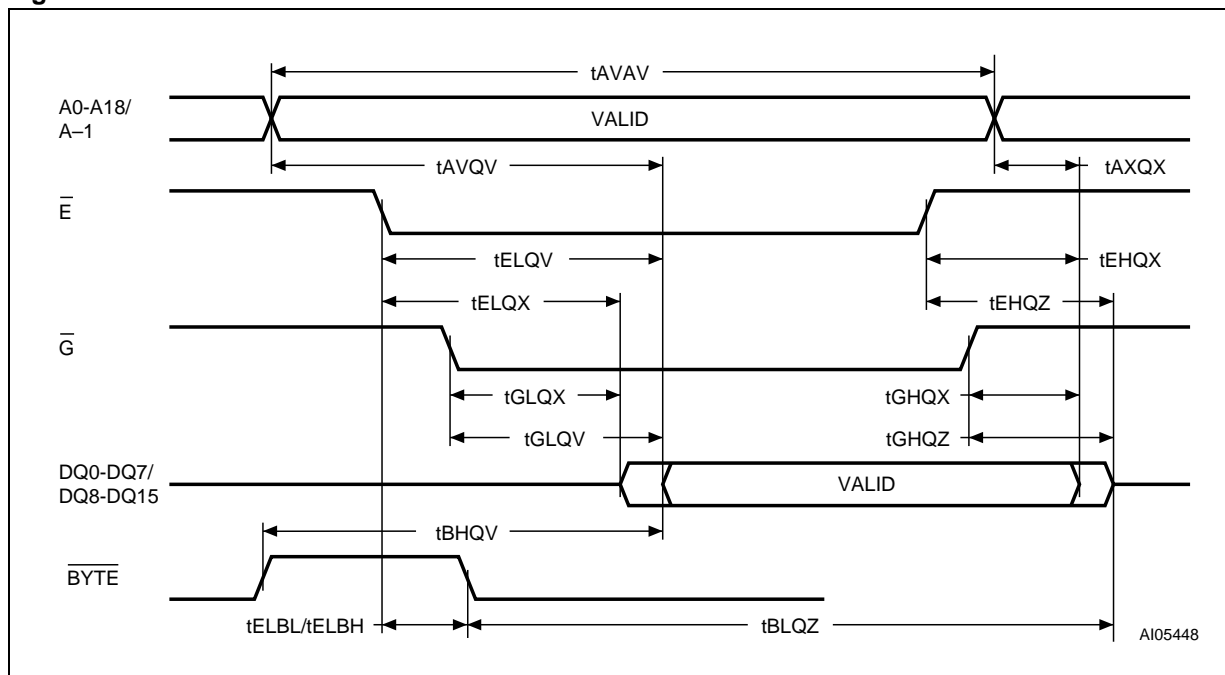 g
tAVAV
A0-A18/
A–1
VALID
tAVQV
tAXQX
E
tELQV
tEHQX
tELQX
tEHQZ
G
tGLQX
tGHQX
tGLQV
tGHQZ
DQ0-DQ7/
DQ8-DQ15
VALID
tBHQV
BYTE
tELBL/tELBH
tBLQZ
AI05448